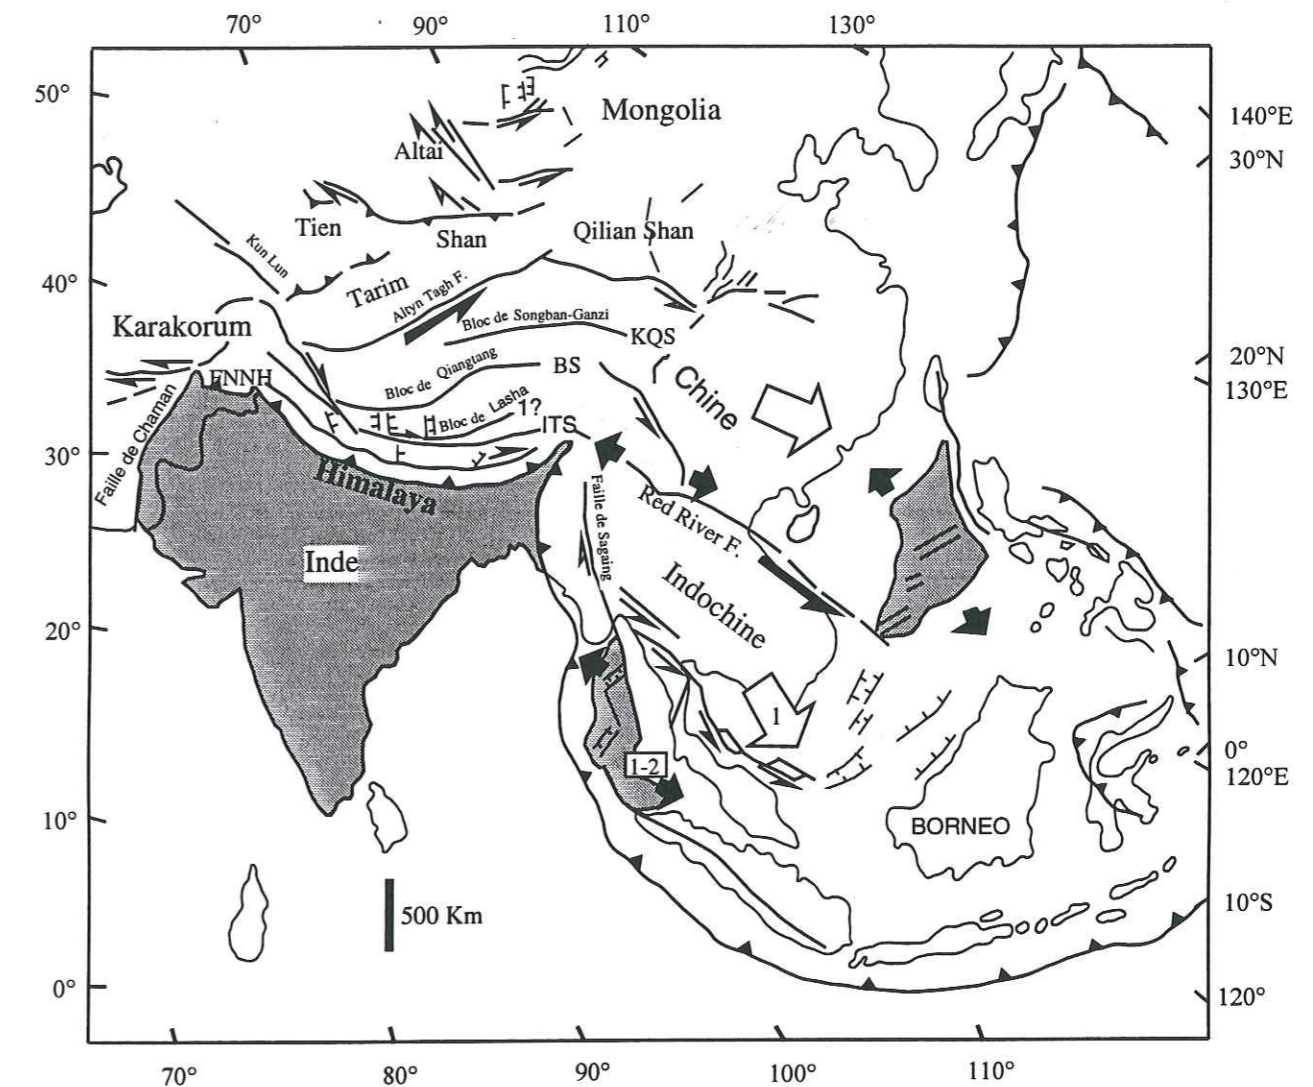 70°
90°
110°
130°
50°
Mongolia
140°E
Altai
30°N
Tien
Shan
Qilian Shan
Kun Lun
40°
Tarim
Altyn Tagh F.
Karakorum
Bloc de Songban-Ganzi
KQS
20°N
FNNH
Bloc de Qiangtang
BS
Chine
130°E
Faille de Chaman
Bloc de Lasha
1?
ITS
30°
Himalaya
Faille de Sagaing
Red River F.
Inde
Indochine
20°
10°N
1
1-2
0°
120°E
10°
BORNEO
500 Km
10°S
0°
120°
70°
80°
90°
100°
110°